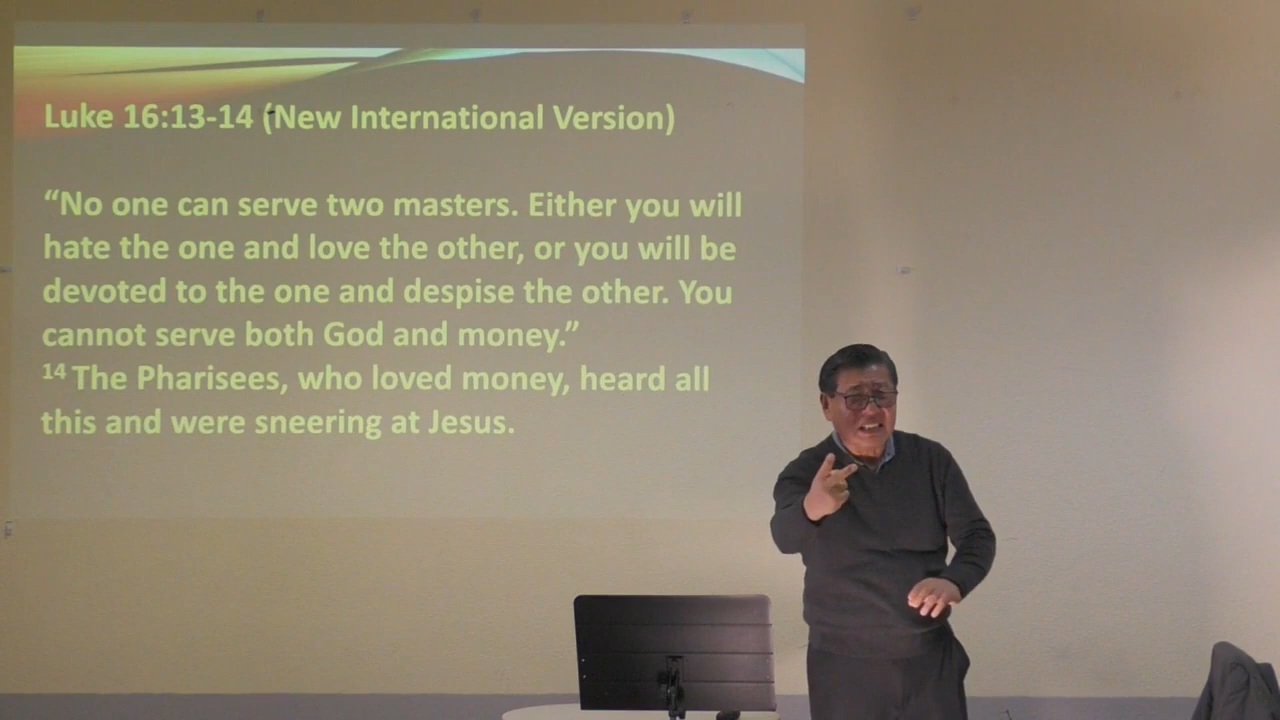 Luke 16:13-14 (New International Version)
“No one can serve two masters. Either you will
hate the one and love the other, or you will be
devoted to the one and despise the other. You
cannot serve both God and money.”
14 The Pharisees, who loved money, heard all
this and were sneering at Jesus.